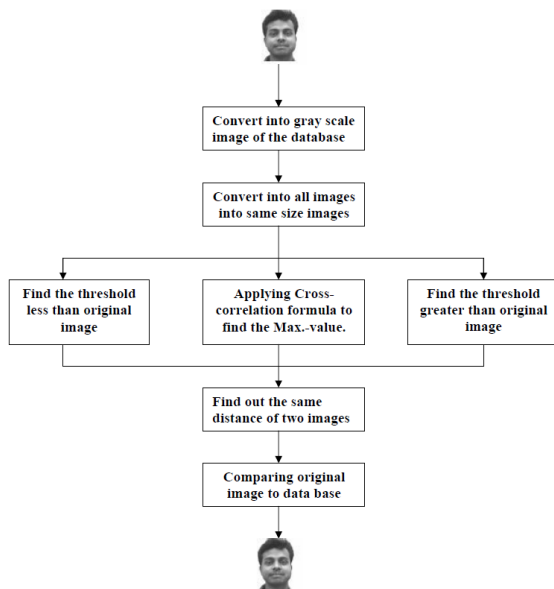 Convert into gray scale
image of the database
Convert into all images
into same size images
Find the threshold
less than original
image
Applying Cross-
correlation formula to
find the Max.-value.
Find the threshold
greater than original
image
Find out the same
distance of two images
Comparing original
image to data base